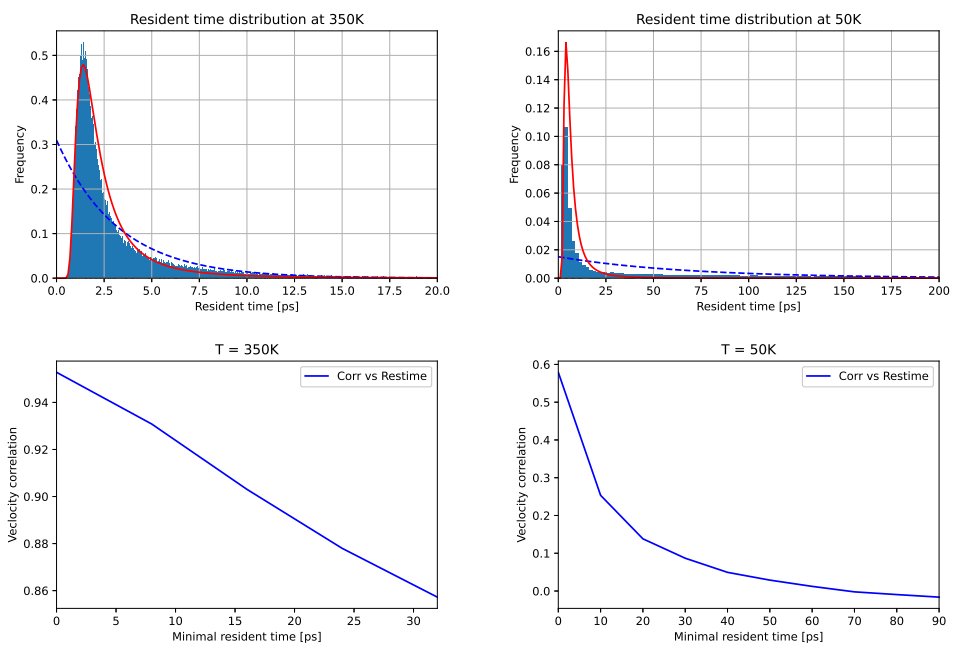 Resident time distribution at 350K
Frequency
0.5
0.4
0.3
0.2
0.1
0.0
0.0 2.5 5.0 7.5 10.0 12.5 15.0 17.5 20.0
Resident time [ps]
Resident time distribution at 50K
Frequency
0.16
0.14
0.12
0.10
0.08
0.06
0.04
0.02
0.00
0 25 50 75 100 125 150 175 200
Resident time [ps]
T = 350K
Corr vs Restime
Veclocity correlation
0.94
0.92
0.90
0.88
0.86
0 5 10 15 20 25 30
Minimal resident time [ps]
T = 50K
Corr vs Restime
Veclocity correlation
0.6
0.5
0.4
0.3
0.2
0.1
0.0
0 10 20 30 40 50 60 70 80 90
Minimal resident time [ps]